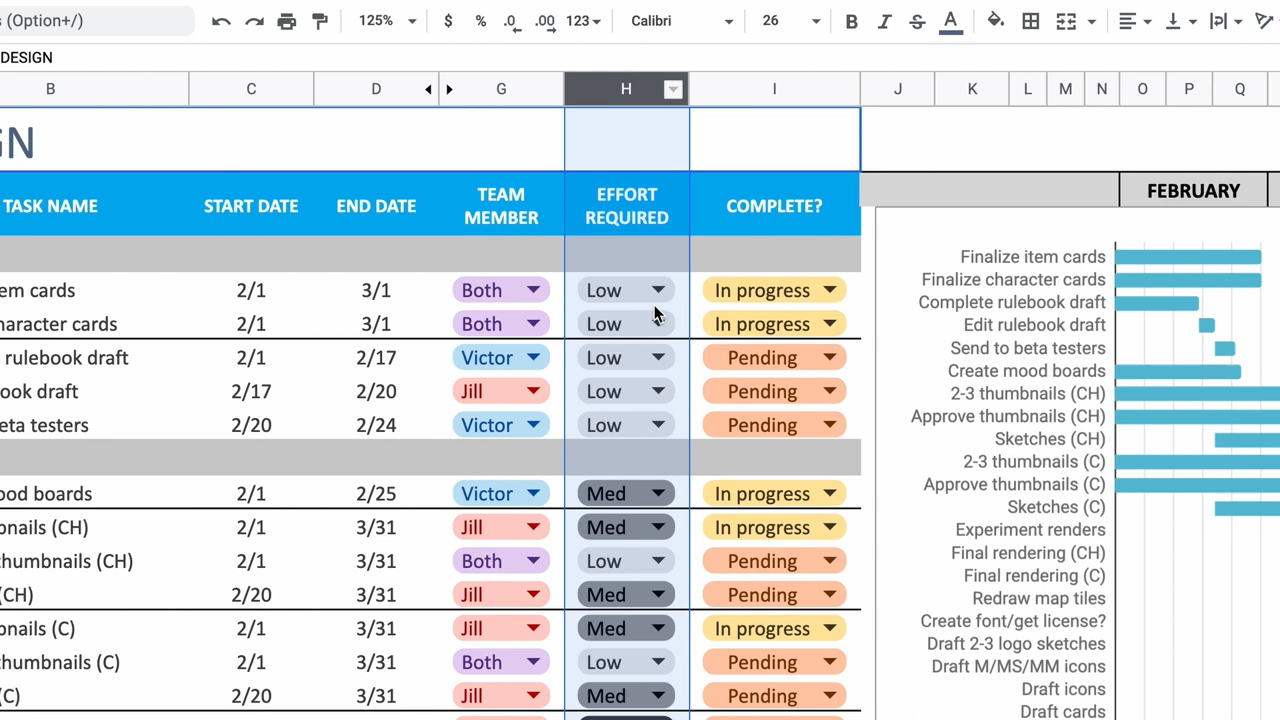 s (Option+/)
125%
$
%
.0
.00
123
Calibri
26
B
I
S
A
DESIGN
B C D G H I J K L M N O P Q
GN
TASK NAME START DATE END DATE TEAM MEMBER EFFORT REQUIRED COMPLETE?
em cards 2/1 3/1 Both Low In progress
haracter cards 2/1 3/1 Both Low In progress
rulebook draft 2/1 2/17 Victor Low Pending
ook draft 2/17 2/20 Jill Low Pending
eta testers 2/20 2/24 Victor Low Pending
ood boards 2/1 2/25 Victor Med In progress
bnails (CH) 2/1 3/31 Jill Med In progress
thumbnails (CH) 2/1 3/31 Both Low Pending
(CH) 2/20 3/31 Jill Med Pending
bnails (C) 2/1 3/31 Jill Med In progress
thumbnails (C) 2/1 3/31 Both Low Pending
(C) 2/20 3/31 Jill Med Pending
FEBRUARY
Finalize item cards
Finalize character cards
Complete rulebook draft
Edit rulebook draft
Send to beta testers
Create mood boards
2-3 thumbnails (CH)
Approve thumbnails (CH)
Sketches (CH)
2-3 thumbnails (C)
Approve thumbnails (C)
Sketches (C)
Experiment renders
Final rendering (CH)
Final rendering (C)
Redraw map tiles
Create font/get license?
Draft 2-3 logo sketches
Draft M/MS/MM icons
Draft icons
Draft cards